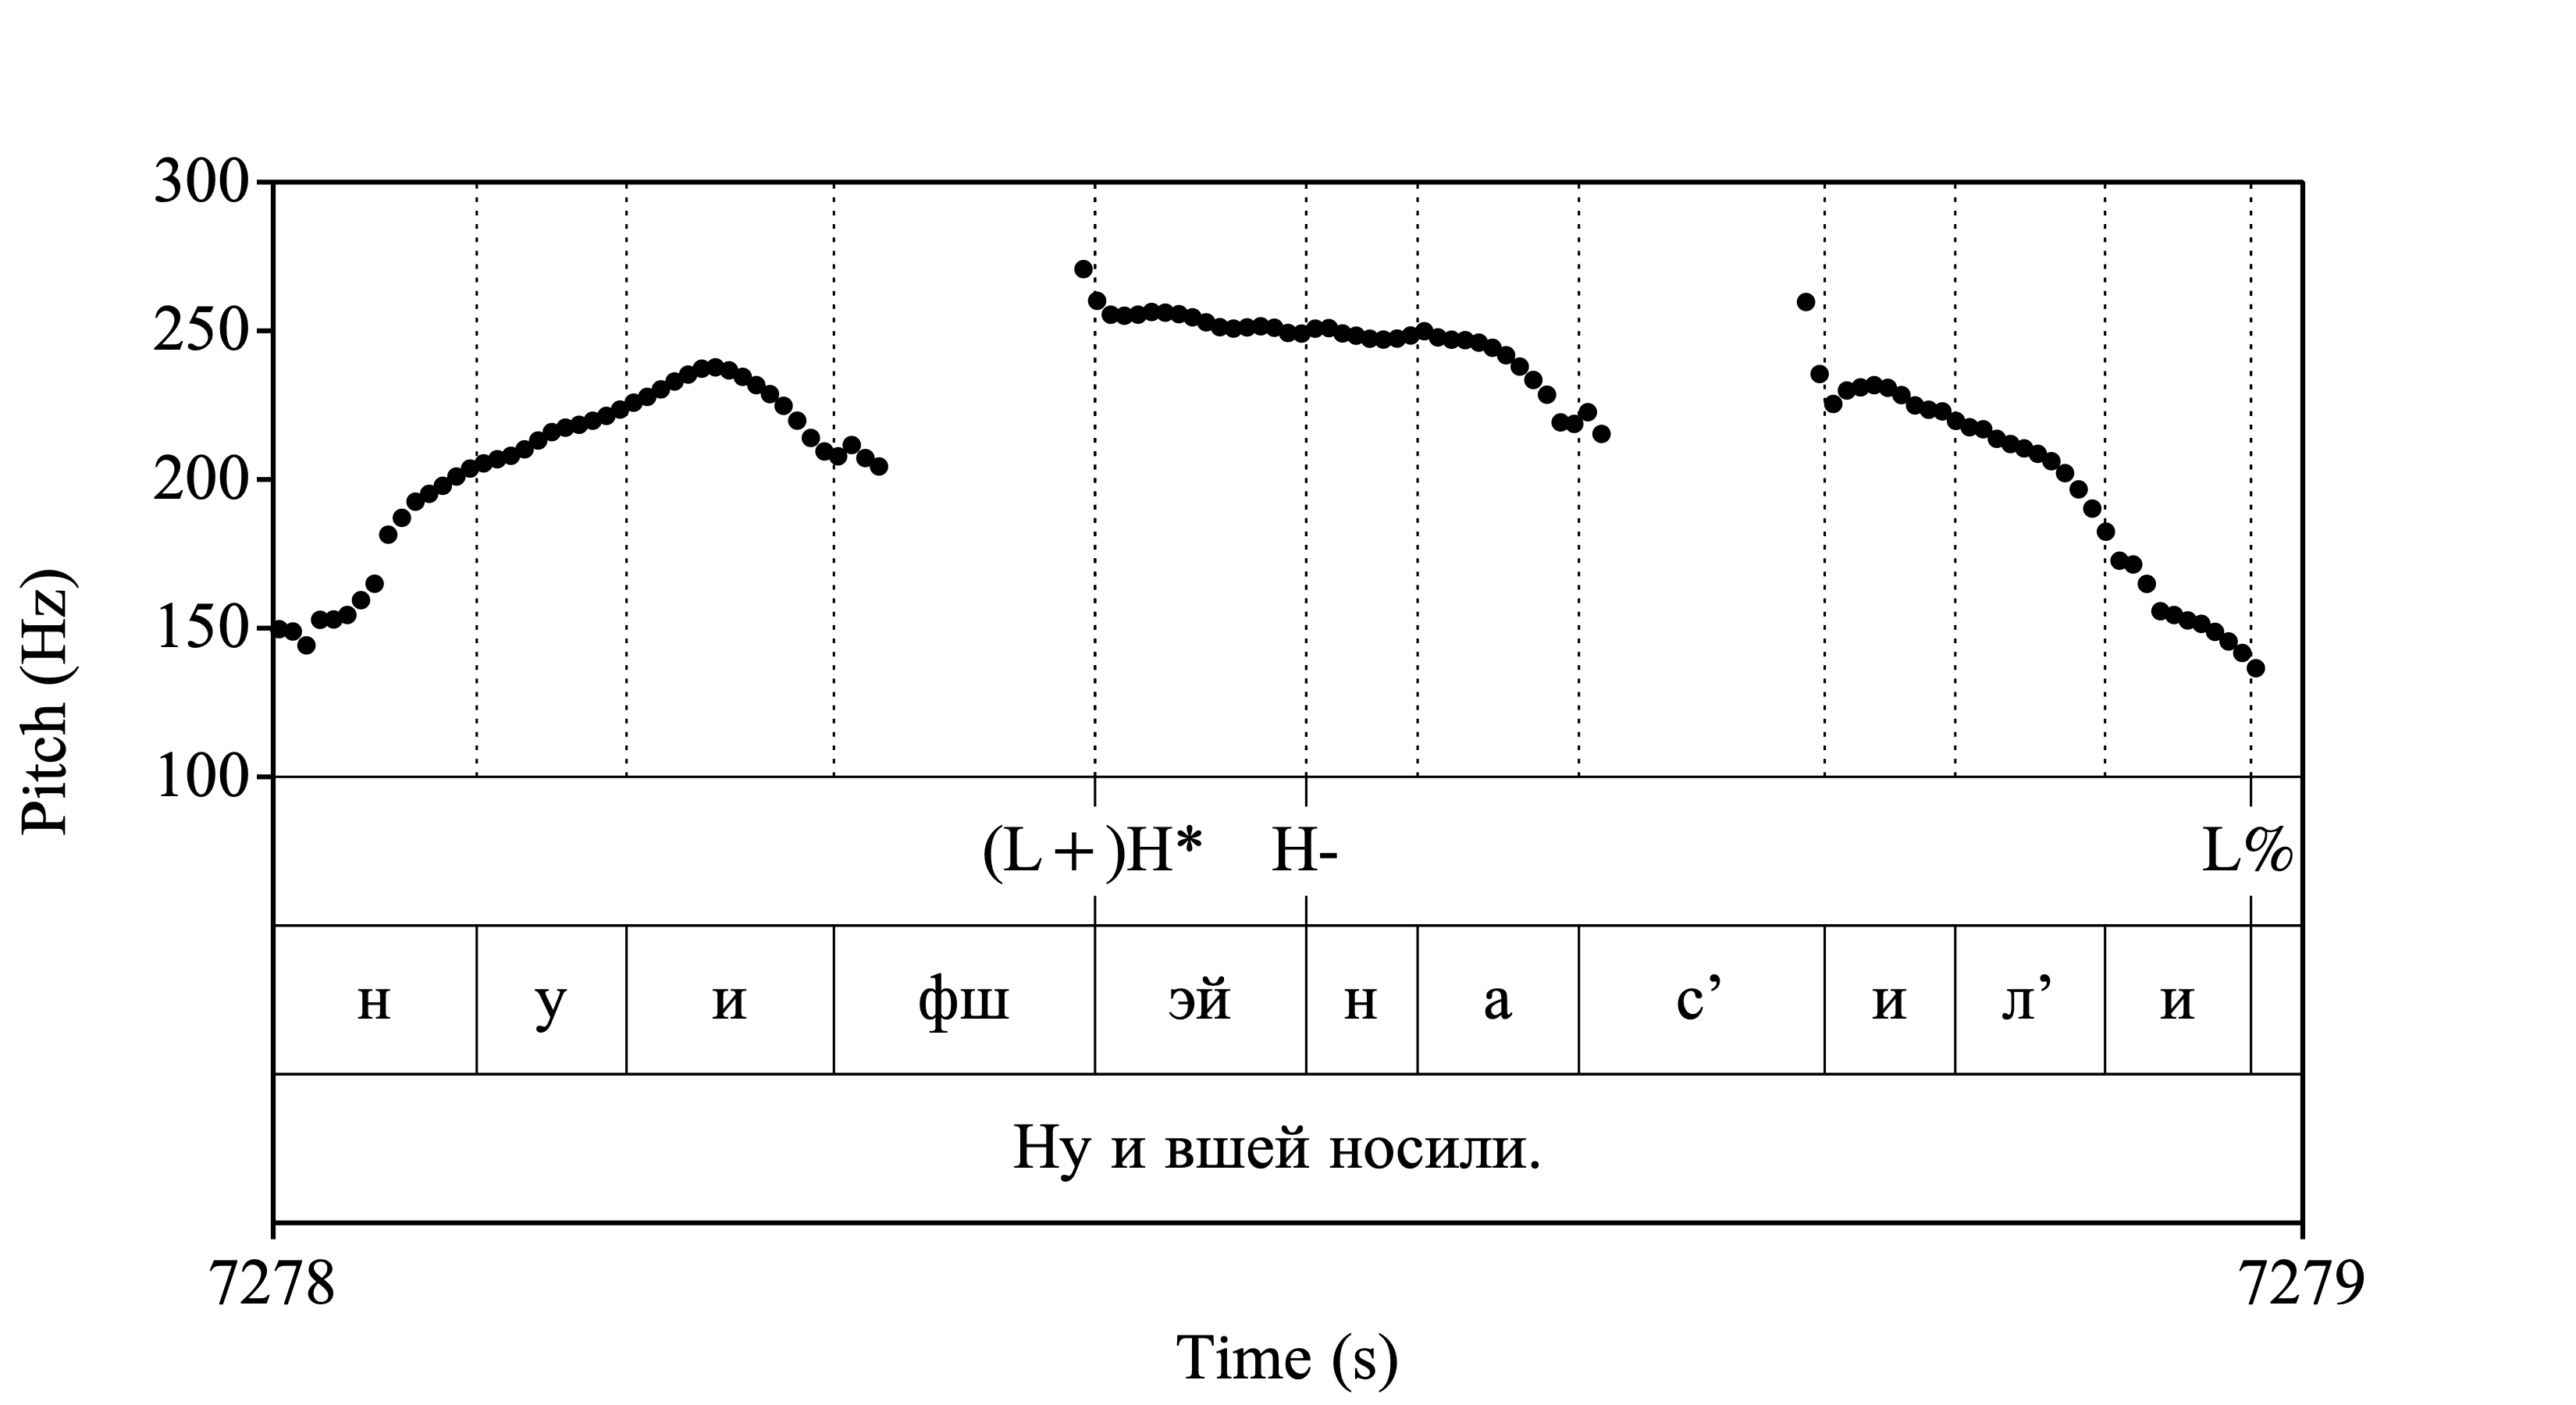 300
250
200
150
100
Pitch (Hz)
(L+)H* H- L%
н у и фш эй н а с’ и л’ и
Ну и вшей носили.
7278 7279
Time (s)